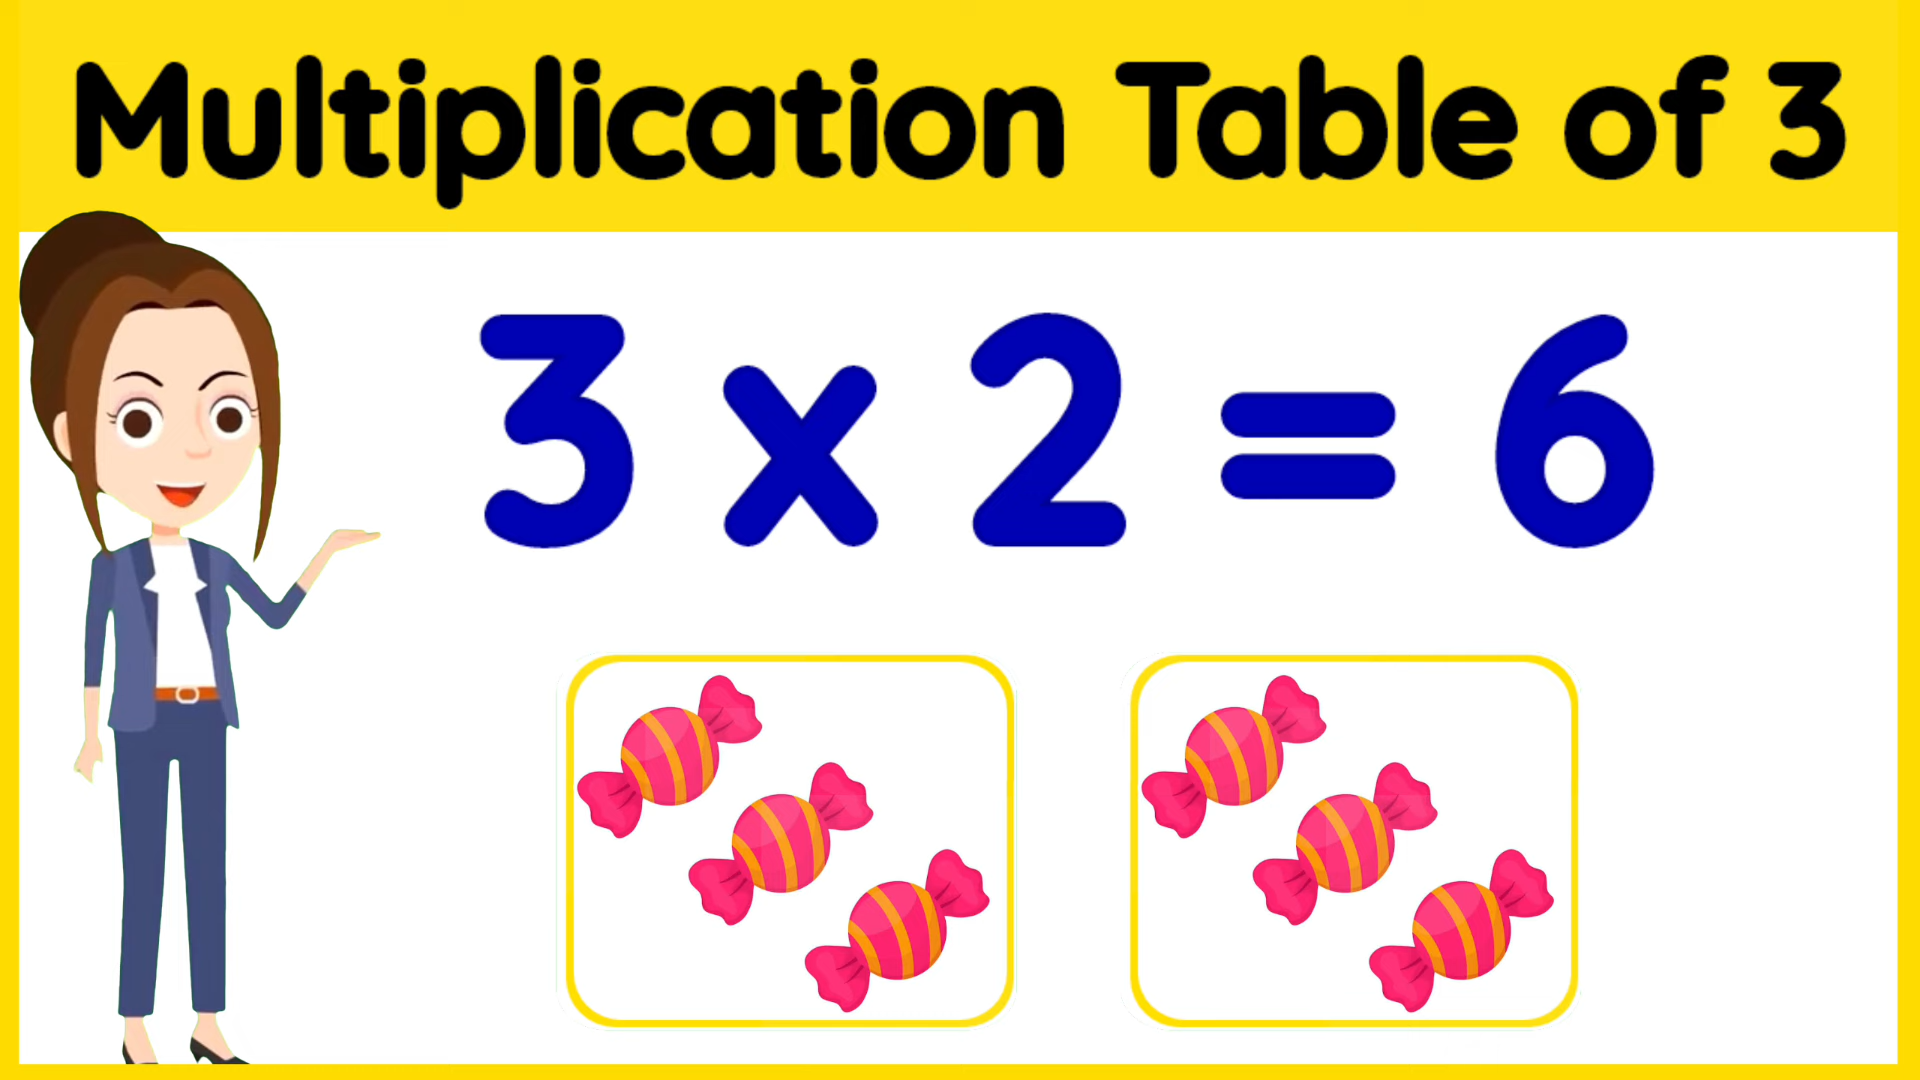 Multiplication Table of 3
3 x 2 = 6